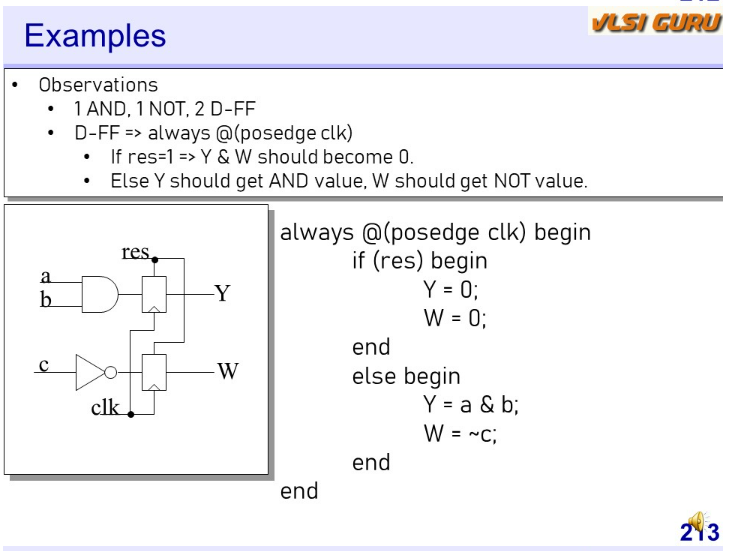 Examples
VLSI GURU
• Observations
• 1 AND, 1 NOT, 2 D-FF
• D-FF => always @(posedge clk)
• If res=1 => Y & W should become 0.
• Else Y should get AND value, W should get NOT value.
res
a
b
Y
c
W
clk
always @(posedge clk) begin
if (res) begin
Y = 0;
W = 0;
end
else begin
Y = a & b;
W = ~c;
end
end
213